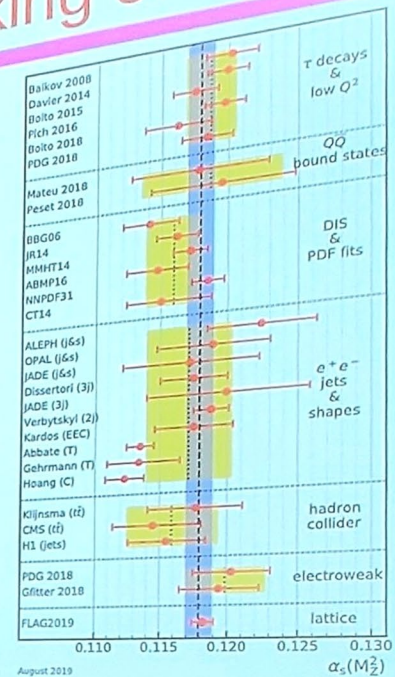 Baikov 2008
Davier 2014
Boito 2015
Pich 2016
Boito 2018
PDG 2018
τ decays
&
low Q²
Mateu 2018
Peset 2018
QQ̅
bound states
BBG06
JR14
MMHT14
ABMP16
NNPDF31
CT14
DIS
&
PDF fits
ALEPH (j&s)
OPAL (j&s)
JADE (j&s)
Dissertori (3j)
JADE (3j)
Verbytskyi (2j)
Kardos (EEC)
Abbate (T)
Gehrmann (T)
Hoang (C)
e⁺e⁻
jets
&
shapes
Klijnsma (tt̅)
CMS (tt̅)
H1 (jets)
hadron
collider
PDG 2018
Gfitter 2018
electroweak
FLAG2019
lattice
0.110 0.115 0.120 0.125 0.130
αs(M²Z)
August 2019